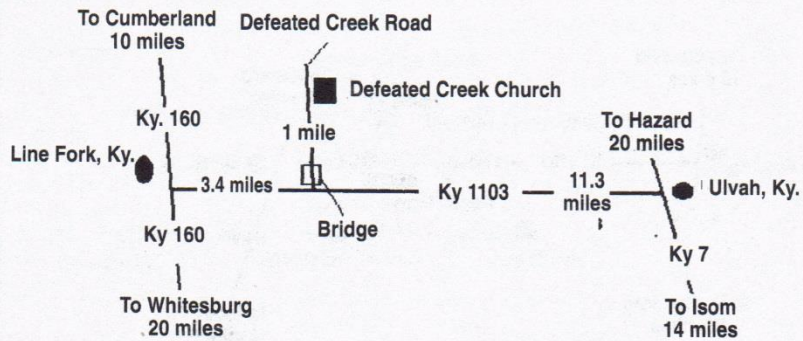 To Cumberland
10 miles
Defeated Creek Road
Defeated Creek Church
Ky. 160
1 mile
To Hazard
20 miles
Line Fork, Ky.
3.4 miles
Ky 1103
11.3
miles
Ulvah, Ky.
Ky 160
Bridge
Ky 7
To Whitesburg
20 miles
To Isom
14 miles